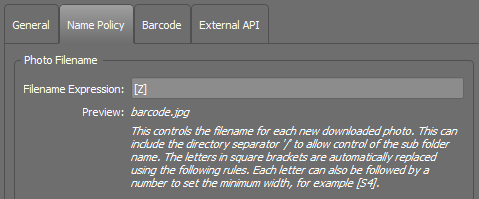 General Name Policy Barcode External API
Photo Filename
Filename Expression: [Z]
Preview: barcode.jpg
This controls the filename for each new downloaded photo. This can
include the directory separator '/' to allow control of the sub folder
name. The letters in square brackets are automatically replaced
using the following rules. Each letter can also be followed by a
number to set the minimum width, for example [S4].